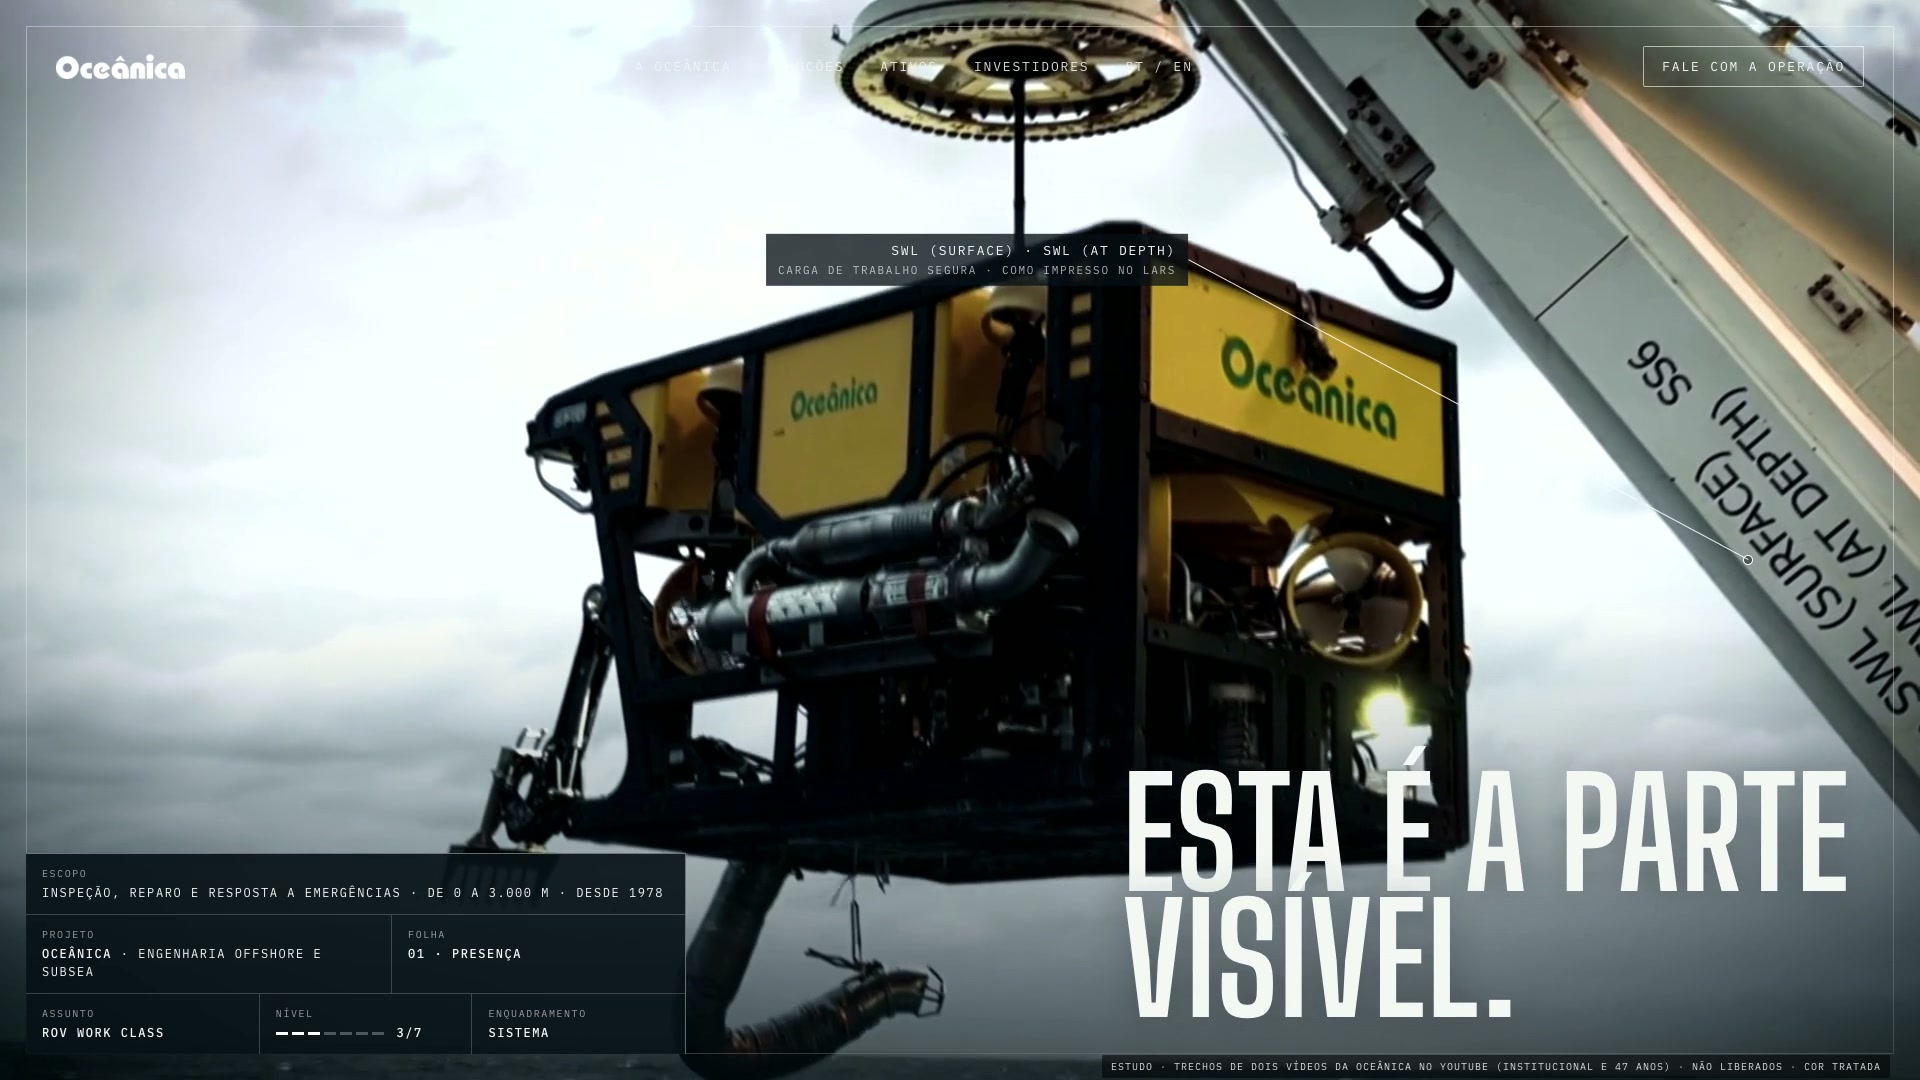 Oceânica
A OCEÂNICA
ATIVOS
INVESTIDORES
PT / EN
FALE COM A OPERAÇÃO
SWL (SURFACE) · SWL (AT DEPTH)
CARGA DE TRABALHO SEGURA · COMO IMPRESSO NO LARS
Oceânica
Oceânica
SS6
SWL (AT DEPTH)
SWL (SURFACE)
ESTA É A PARTE
VISÍVEL.
ESCOPO
INSPEÇÃO, REPARO E RESPOSTA A EMERGÊNCIAS · DE 0 A 3.000 M · DESDE 1978
PROJETO
OCEÂNICA · ENGENHARIA OFFSHORE E
SUBSEA
FOLHA
01 · PRESENÇA
ASSUNTO
ROV WORK CLASS
NÍVEL
3/7
ENQUADRAMENTO
SISTEMA
ESTUDO · TRECHOS DE DOIS VÍDEOS DA OCEÂNICA NO YOUTUBE (INSTITUCIONAL E 47 ANOS) · NÃO LIBERADOS · COR TRATADA